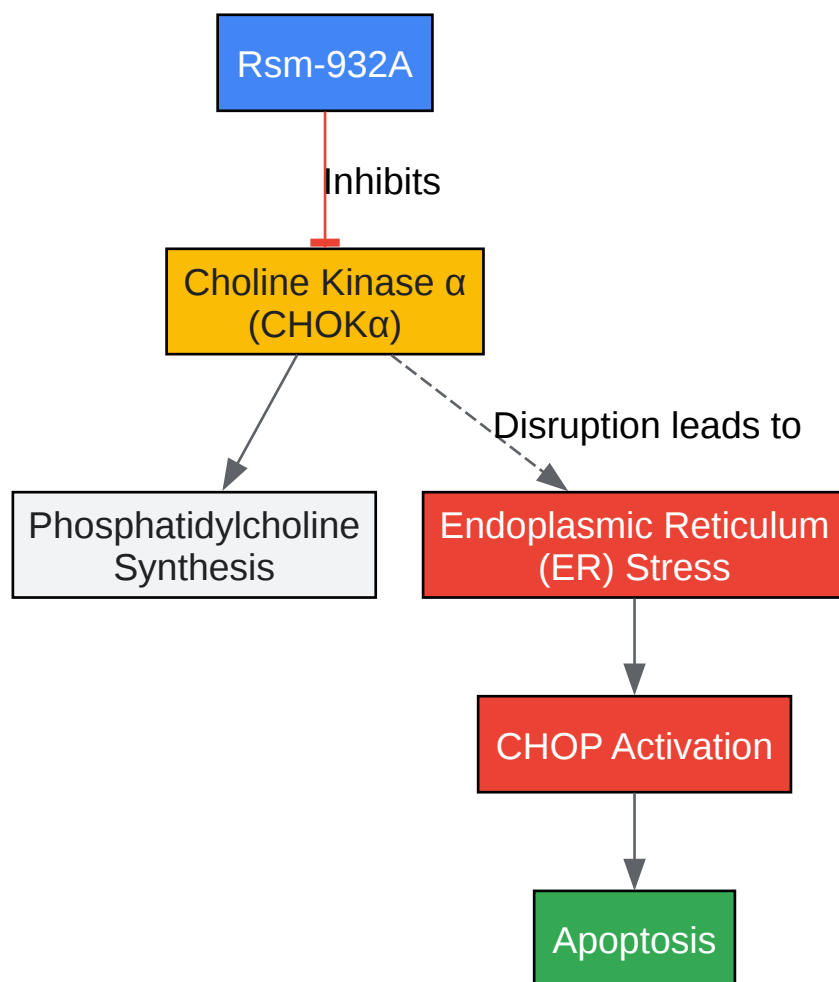 Rsm-932A
Inhibits
Choline Kinase α
(CHOKα)
Disruption leads to
Phosphatidylcholine
Synthesis
Endoplasmic Reticulum
(ER) Stress
CHOP Activation
Apoptosis